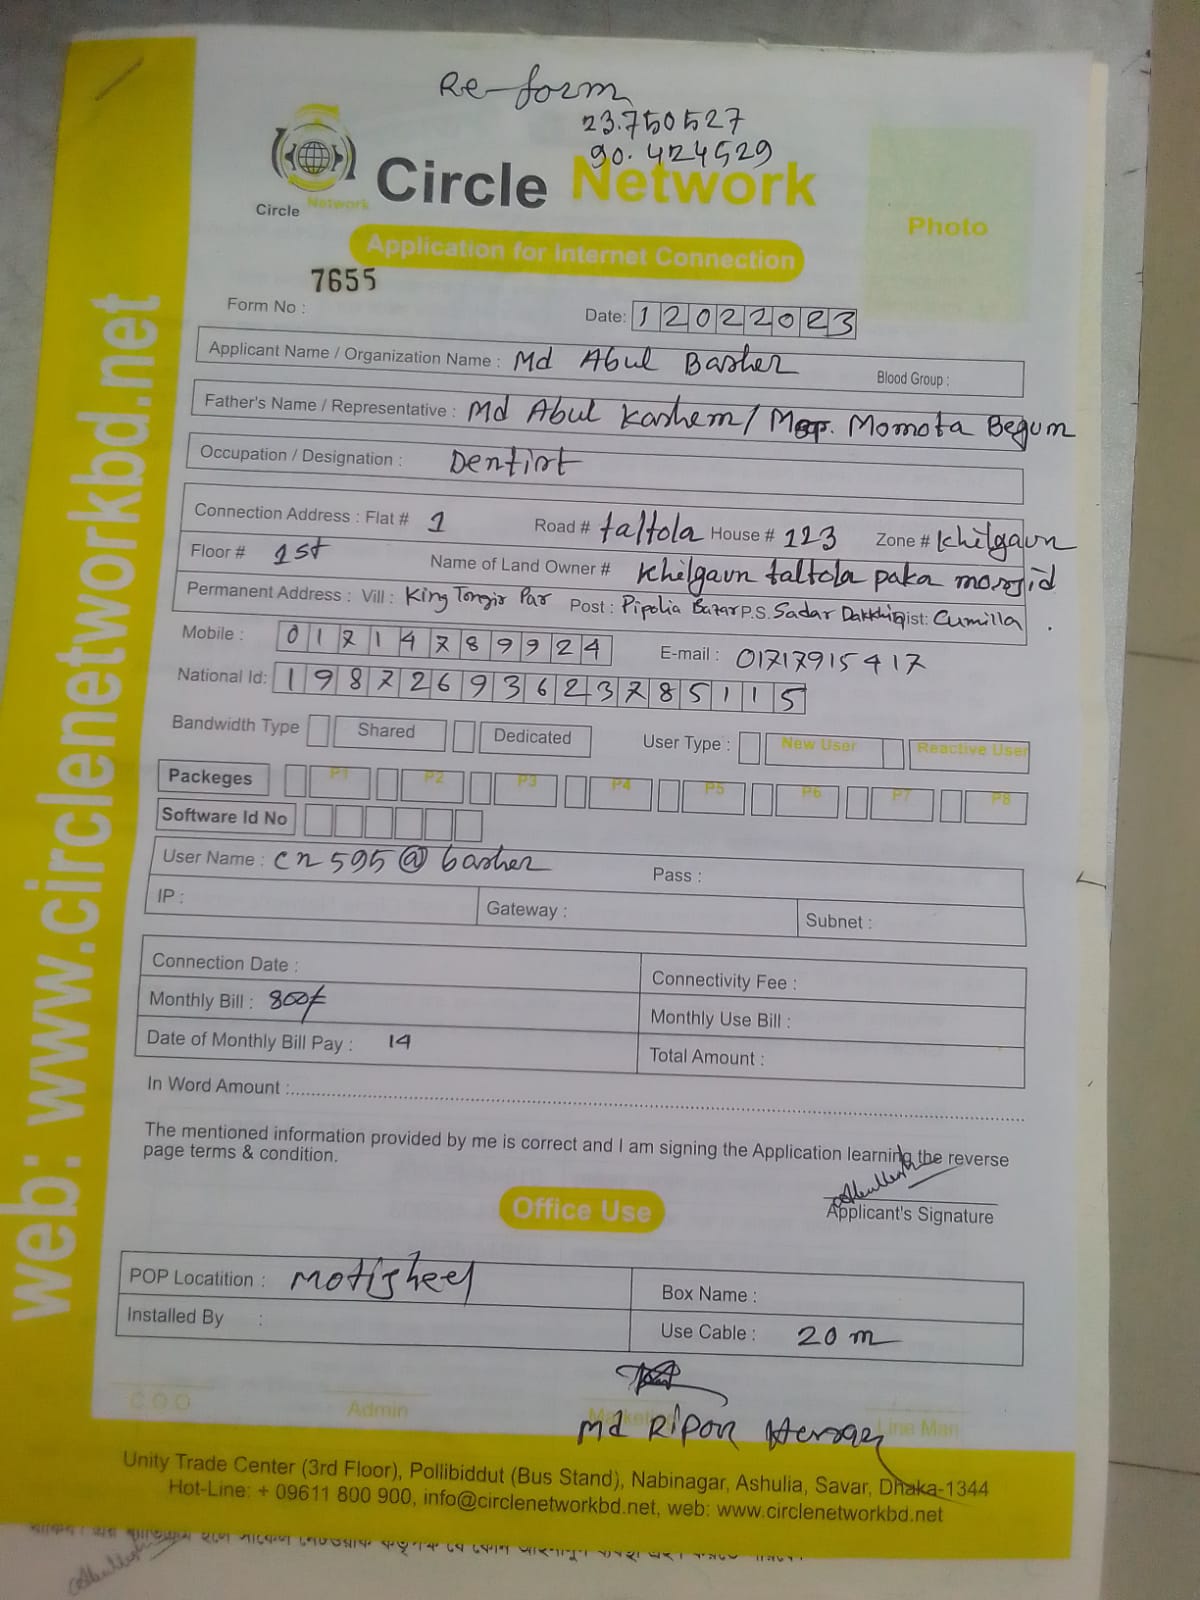 Re-form
23.750527
90.424529
Circle Network
Circle Network
Photo
Application for Internet Connection
7655
Form No :
Date: 12022023
Applicant Name / Organization Name : Md Abul Basher
Blood Group :
Father's Name / Representative : Md Abul Kashem / Mosp. Momota Begum
Occupation / Designation : Dentist
Connection Address : Flat # 1 Road # taltola House # 123 Zone # Khilgaun
Floor # 1st Name of Land Owner # Khilgaun taltola paka mosjid
Permanent Address : Vill : King Tongir Par Post : Pipolia Bazar P.S. Sadar Dakkhin Dist: Cumilla .
Mobile : 01714789924 E-mail : 01717915417
National Id: 19872693623785115
Bandwidth Type Shared Dedicated User Type : New User Reactive User
Packeges P1 P2 P3 P4 P5 P6 P7 P8
Software Id No
User Name : cn595@basher Pass :
IP : Gateway : Subnet :
Connection Date : Connectivity Fee :
Monthly Bill : 800/= Monthly Use Bill :
Date of Monthly Bill Pay : 14 Total Amount :
In Word Amount :
The mentioned information provided by me is correct and I am signing the Application learning the reverse
page terms & condition.
Applicant's Signature
Office Use
POP Locatition : Motijheel Box Name :
Installed By : Use Cable : 20 m
C O O Admin Marketing Line Man
Md Ripon
Unity Trade Center (3rd Floor), Pollibiddut (Bus Stand), Nabinagar, Ashulia, Savar, Dhaka-1344
Hot-Line: + 09611 800 900, info@circlenetworkbd.net, web: www.circlenetworkbd.net
web: www.circlenetworkbd.net